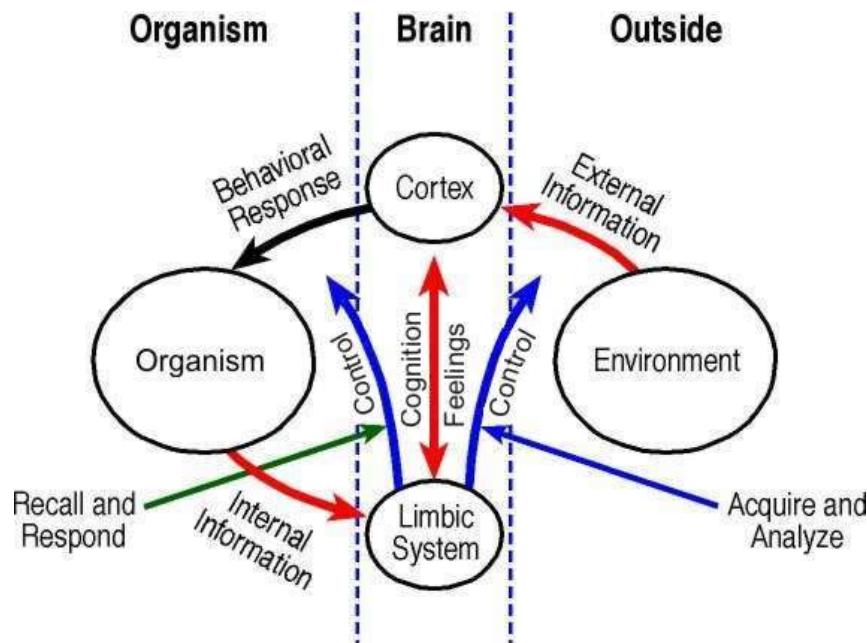 Organism
Brain
Outside
Behavioral
Response
Cortex
External
Information
Organism
Control
Cognition
Feelings
Control
Environment
Recall and
Respond
Internal
Information
Limbic
System
Acquire and
Analyze